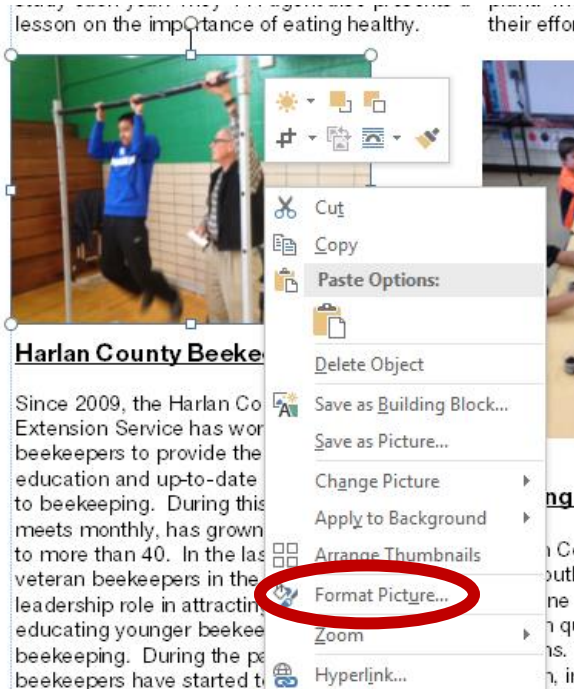 lesson on the importance of eating healthy.
their effor
Cut
Copy
Paste Options:
Delete Object
Save as Building Block...
Save as Picture...
Change Picture
Apply to Background
Arrange Thumbnails
Format Picture...
Zoom
Hyperlink...
Harlan County Beeke
Since 2009, the Harlan Co
Extension Service has wor
beekeepers to provide the
education and up-to-date
to beekeeping. During this
meets monthly, has grown
to more than 40. In the las
veteran beekeepers in the
leadership role in attractin
educating younger beekee
beekeeping. During the pa
beekeepers have started t
ng